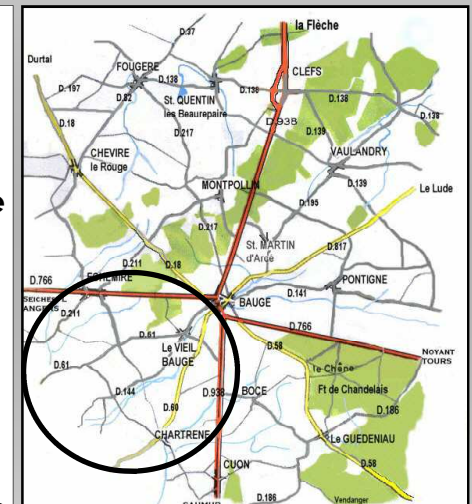 la Flèche
D.37
Durtal
FOUGERE
CLEFS
D.138
D.197
D.82
St. QUENTIN
lès Beaurepaire
D.138
D.138
D.138
D.18
D.217
D.938
D.139
CHEVIRE
le Rouge
VAULANDRY
MONTPOLLIN
D.139
Le Lude
D.195
D.217
St. MARTIN
d'Arcé
D.817
D.211
D.18
D.766
ECHEMIRE
PONTIGNE
D.141
BAUGE
D.211
D.61
D.766
Le VIEIL
BAUGE
D.58
NOYANT
TOURS
D.61
le Chêne
D.144
D.938
BOCE
Ft de Chandelais
D.60
D.186
CHARTRENE
Le GUEDENIAU
CUON
D.58
D.186
Vendanger
SAUMUR
e